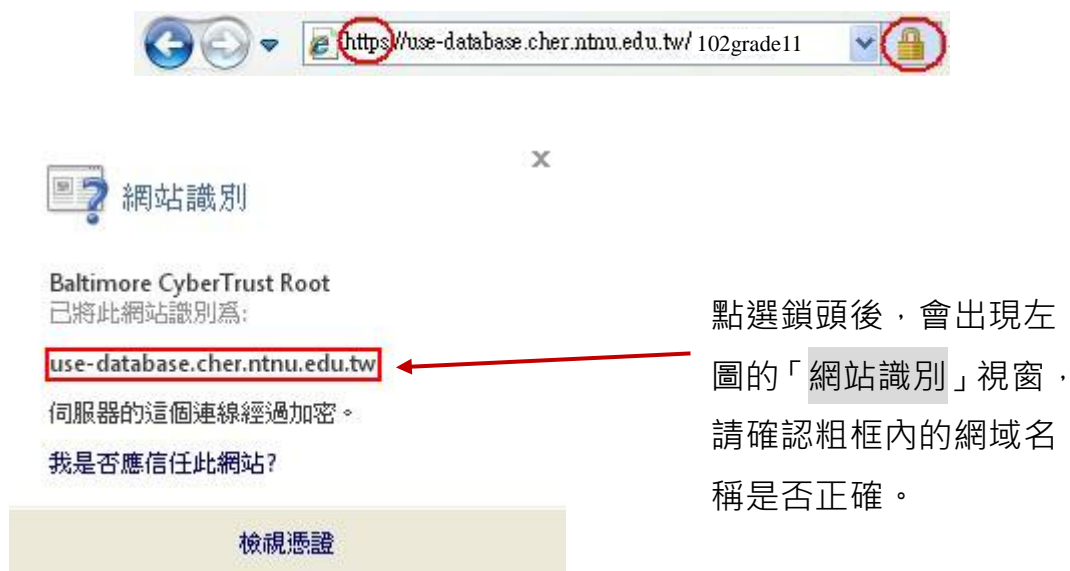 https://use-database.cher.ntnu.edu.tw/ 102grade11
x
網站識別
Baltimore CyberTrust Root
已將此網站識別為:
use-database.cher.ntnu.edu.tw
伺服器的這個連線經過加密。
我是否應信任此網站?
檢視憑證
點選鎖頭後，會出現左
圖的「網站識別」視窗，
請確認粗框內的網域名
稱是否正確。